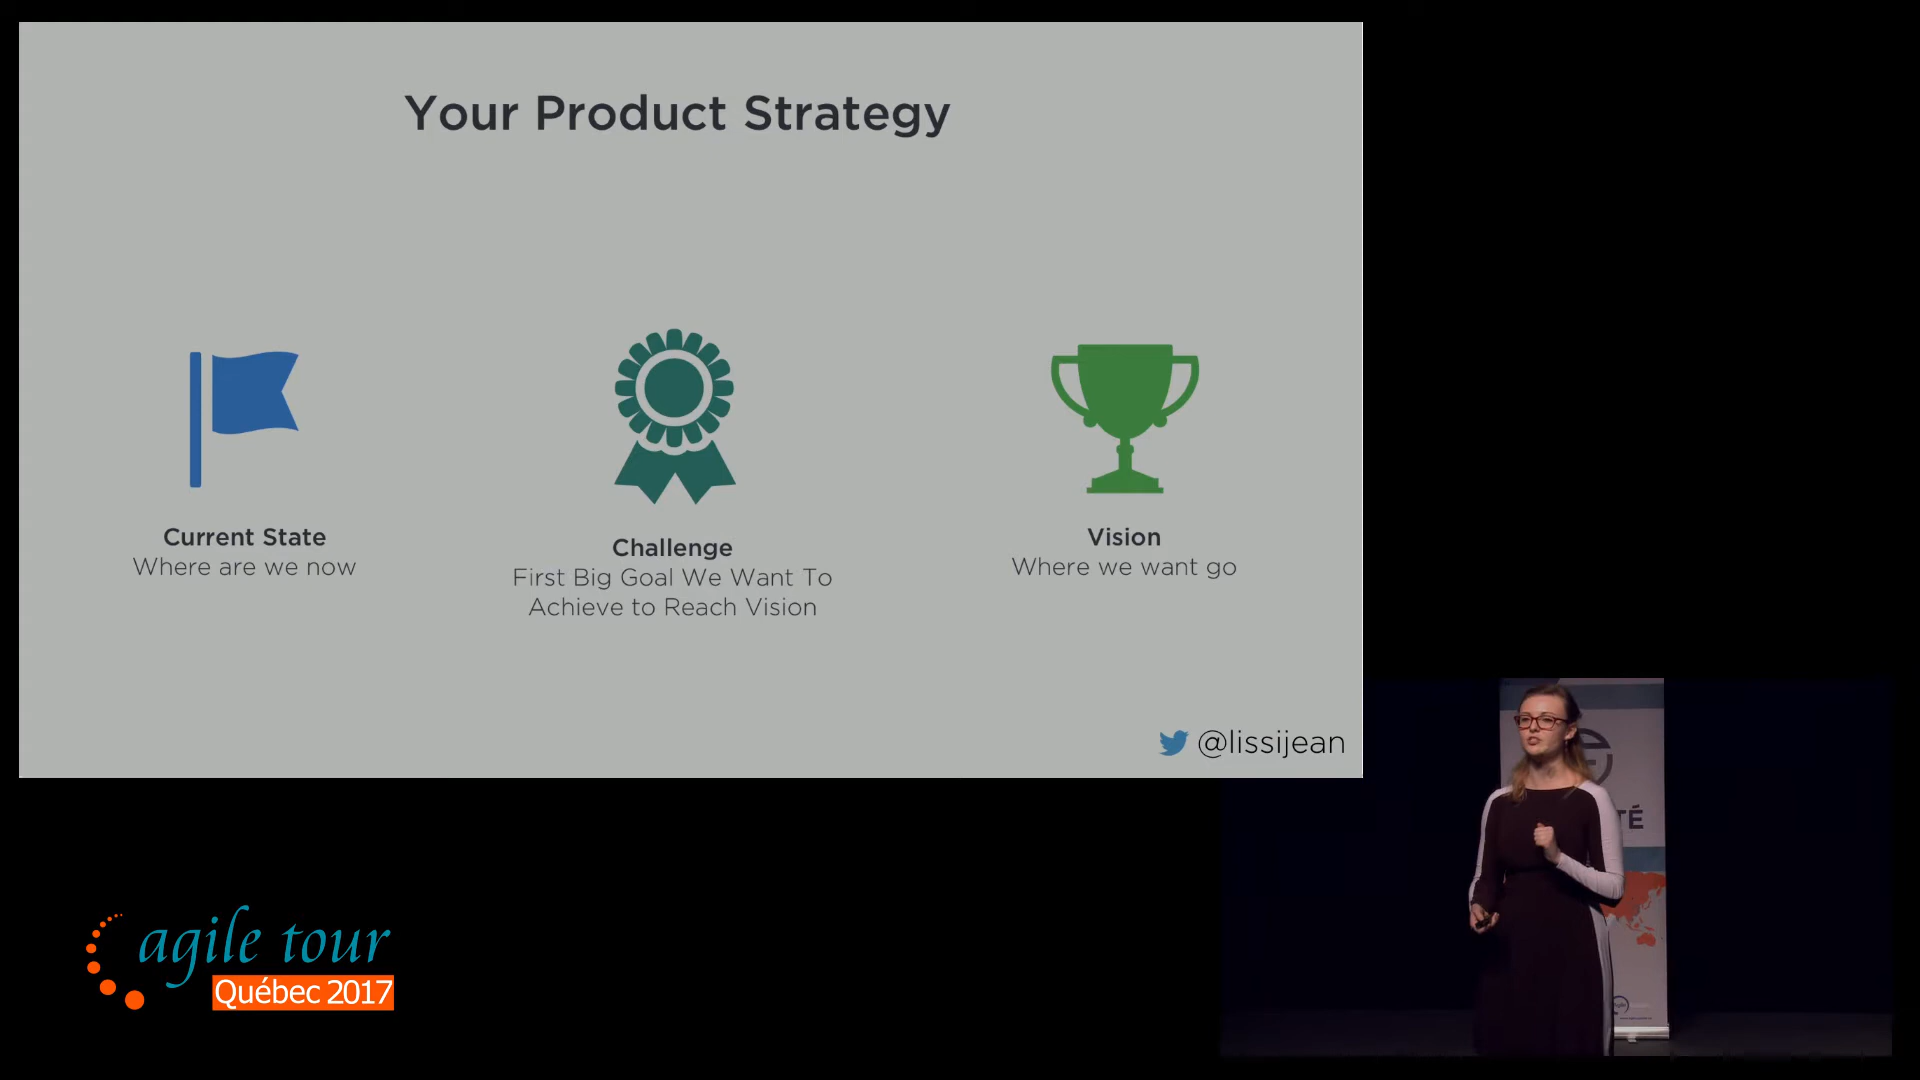 Your Product Strategy
Current State
Where are we now
Challenge
First Big Goal We Want To
Achieve to Reach Vision
Vision
Where we want go
@lissijean
TÉ
agile tour
Québec 2017